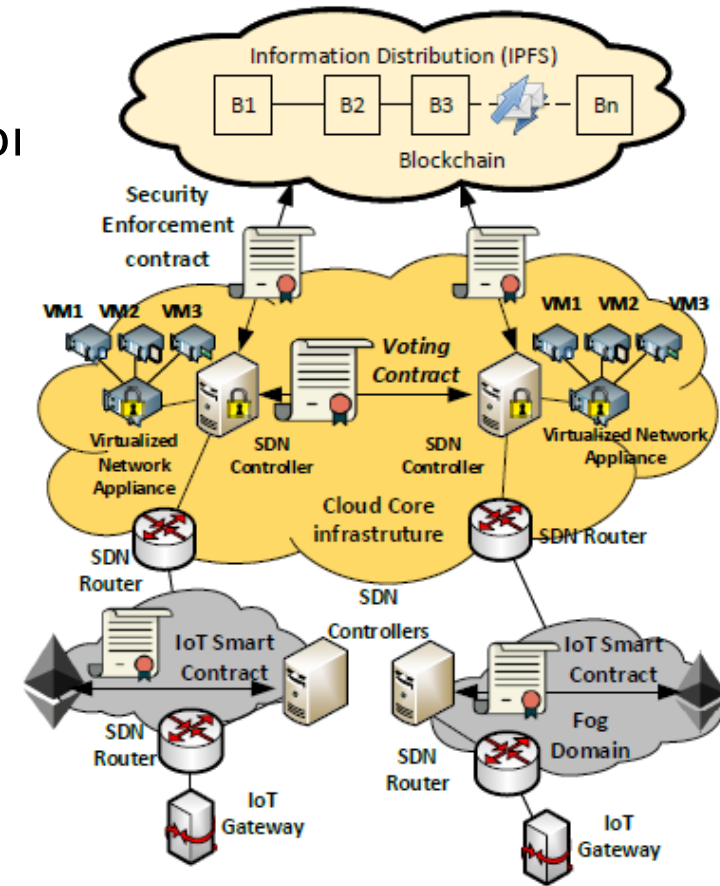 Information Distribution (IPFS)
B1
B2
B3
Bn
Blockchain
Security
Enforcement
contract
VM1
VM2
VM3
VM1
VM2
VM3
Voting
Contract
Virtualized
Network
Appliance
SDN
Controller
SDN
Controller
Virtualized Network
Appliance
Cloud Core
infrastruture
SDN
Router
SDN Router
SDN
Controllers
IoT Smart
Contract
IoT Smart
Contract
SDN
Router
Fog
Domain
SDN
Router
IoT
Gateway
IoT
Gateway